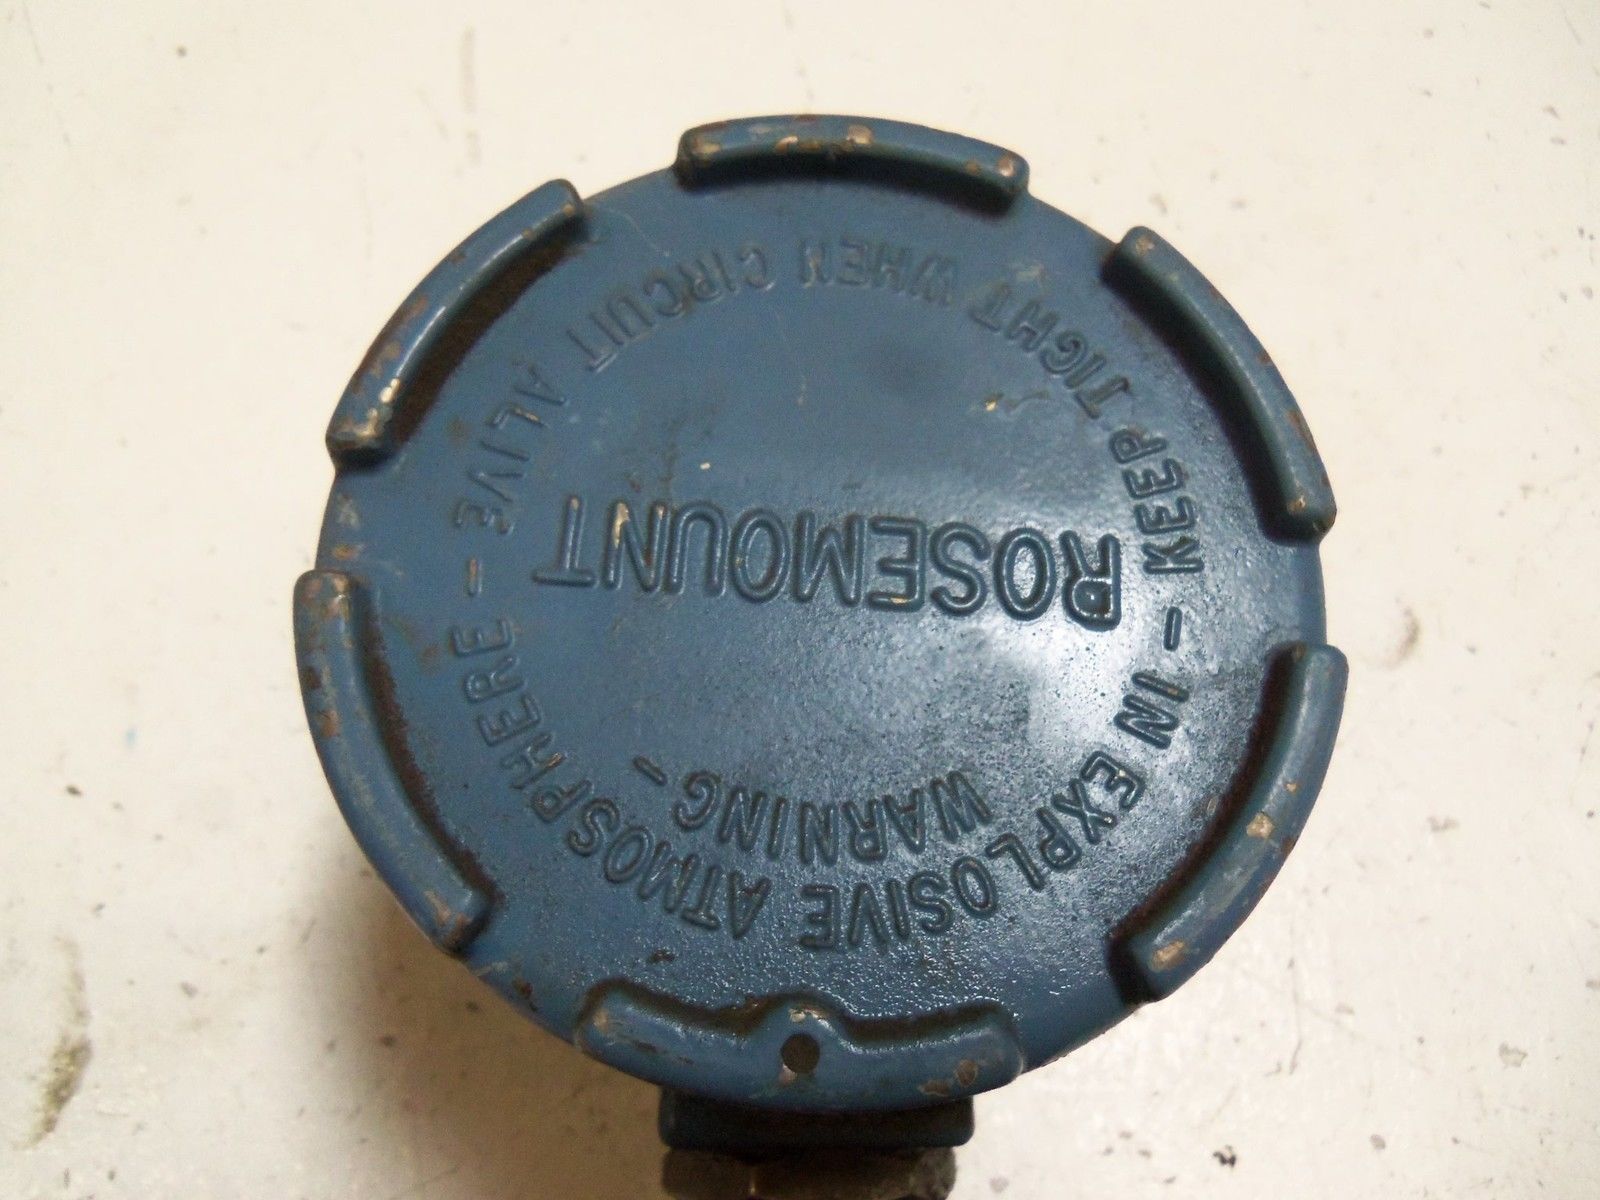 WARNING -
- IN EXPLOSIVE ATMOSPHERE -
ROSEMOUNT
KEEP TIGHT WHEN CIRCUIT ALIVE